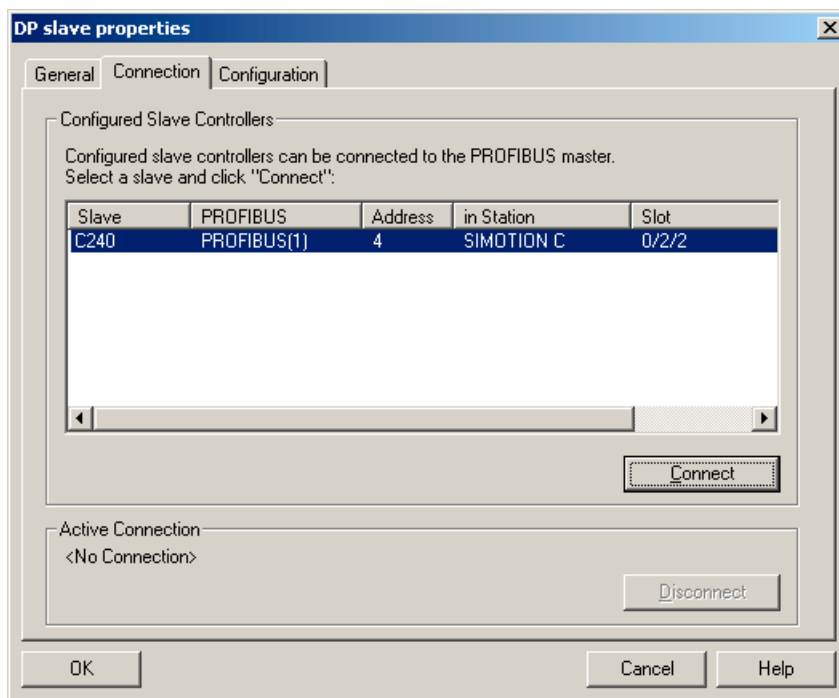 DP slave properties
General Connection Configuration
Configured Slave Controllers
Configured slave controllers can be connected to the PROFIBUS master.
Select a slave and click "Connect":
Slave PROFIBUS Address in Station Slot
C240 PROFIBUS(1) 4 SIMOTION C 0/2/2
Connect
Active Connection
<No Connection>
Disconnect
OK Cancel Help